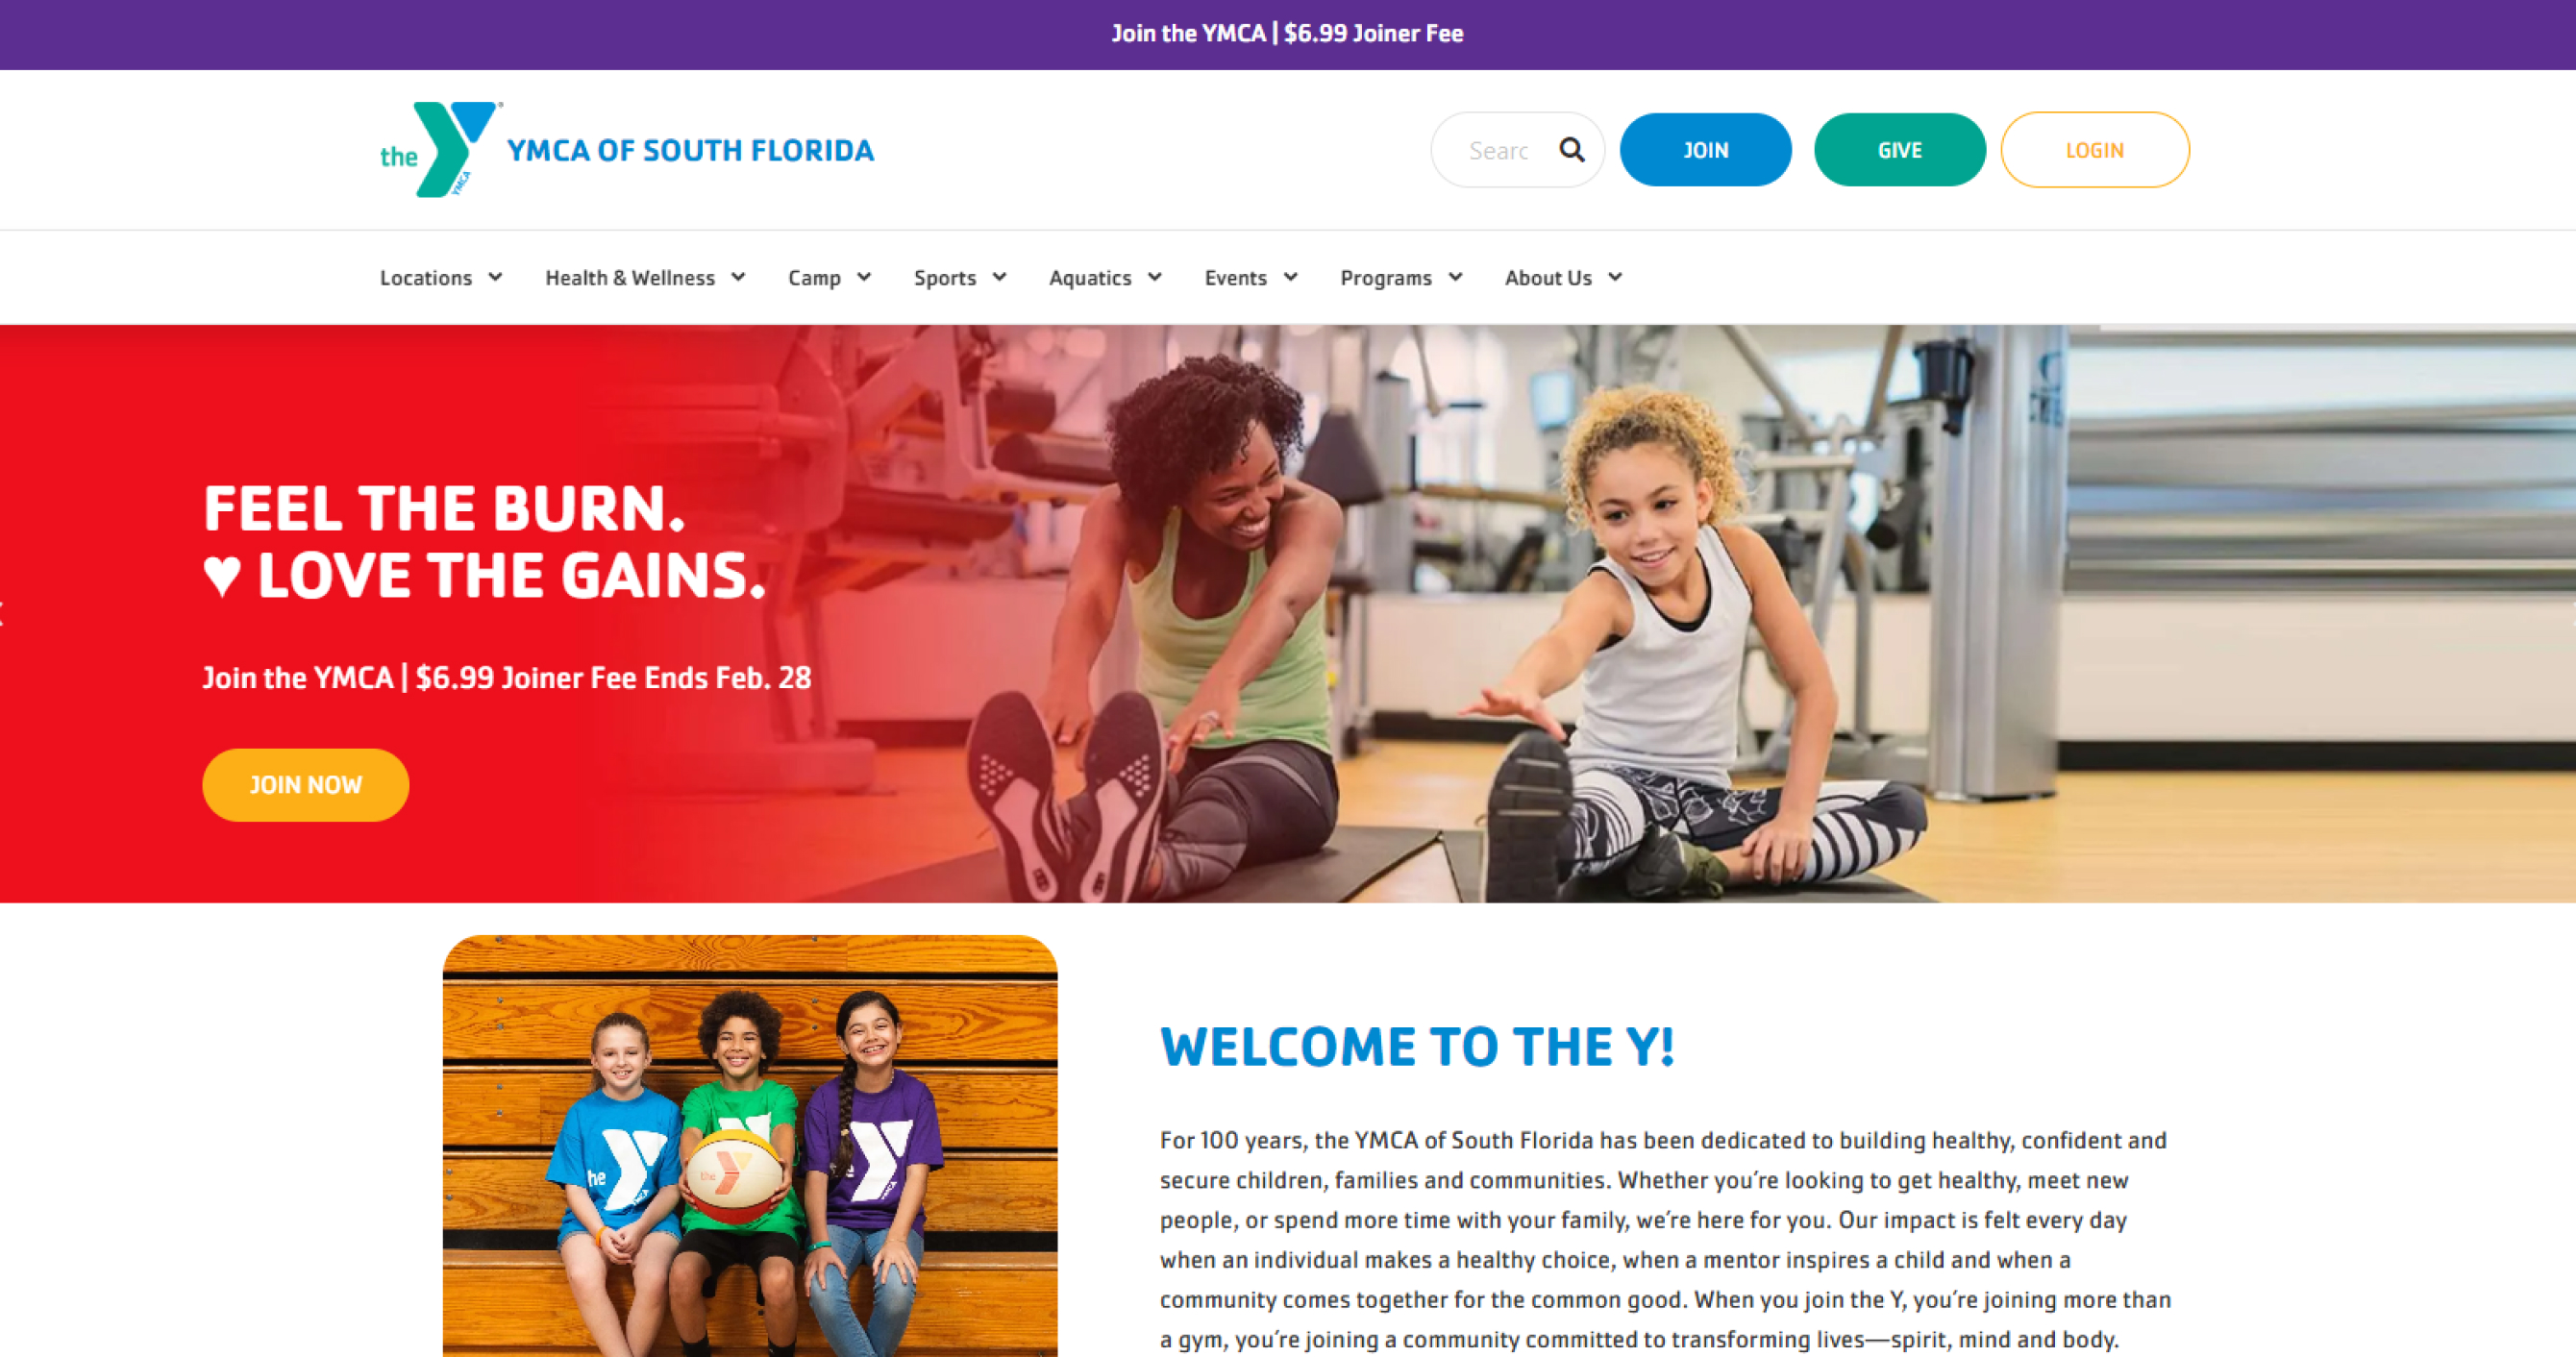 Join the YMCA | $6.99 Joiner Fee
the
YMCA
YMCA OF SOUTH FLORIDA
Searc
JOIN
GIVE
LOGIN
Locations
Health & Wellness
Camp
Sports
Aquatics
Events
Programs
About Us
FEEL THE BURN.
♥ LOVE THE GAINS.
Join the YMCA | $6.99 Joiner Fee Ends Feb. 28
JOIN NOW
WELCOME TO THE Y!
For 100 years, the YMCA of South Florida has been dedicated to building healthy, confident and
secure children, families and communities. Whether you're looking to get healthy, meet new
people, or spend more time with your family, we're here for you. Our impact is felt every day
when an individual makes a healthy choice, when a mentor inspires a child and when a
community comes together for the common good. When you join the Y, you're joining more than
a gym, you're joining a community committed to transforming lives—spirit, mind and body.